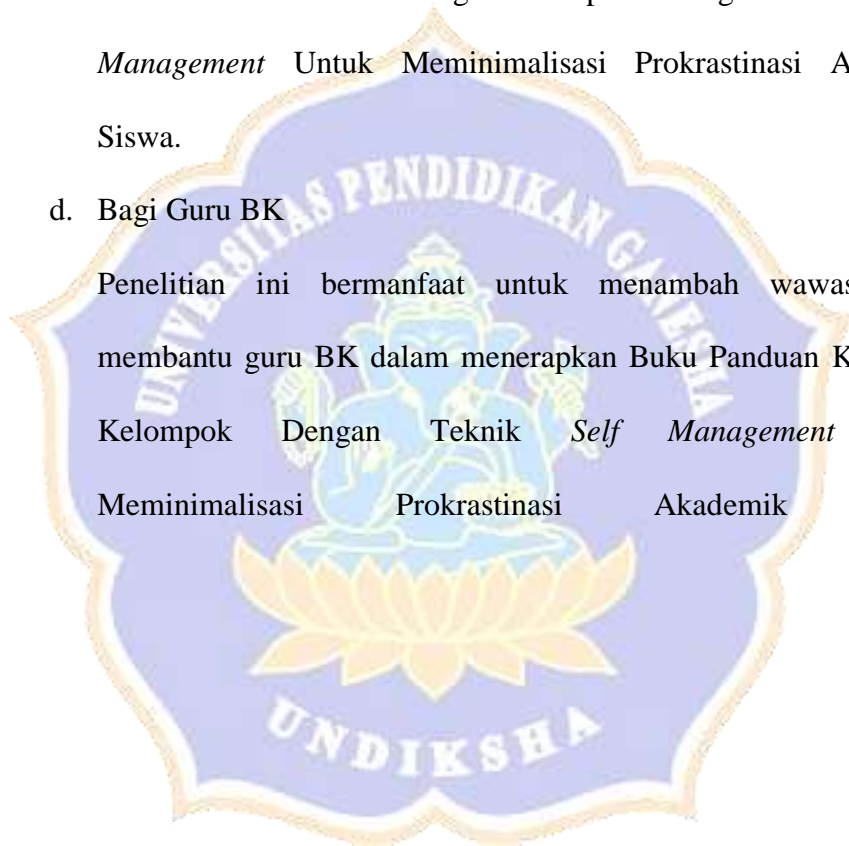 Management Untuk Meminimalisasi Prokrastinasi
Siswa.
d. Bagi Guru BK
Penelitian ini bermanfaat untuk menambah
membantu guru BK dalam menerapkan Buku Panduan
Kelompok Dengan Teknik Self Management
Meminimalisasi Prokrastinasi Akademik
UNIVERSITAS PENDIDIKAN GANESHA
UNDIKSHA